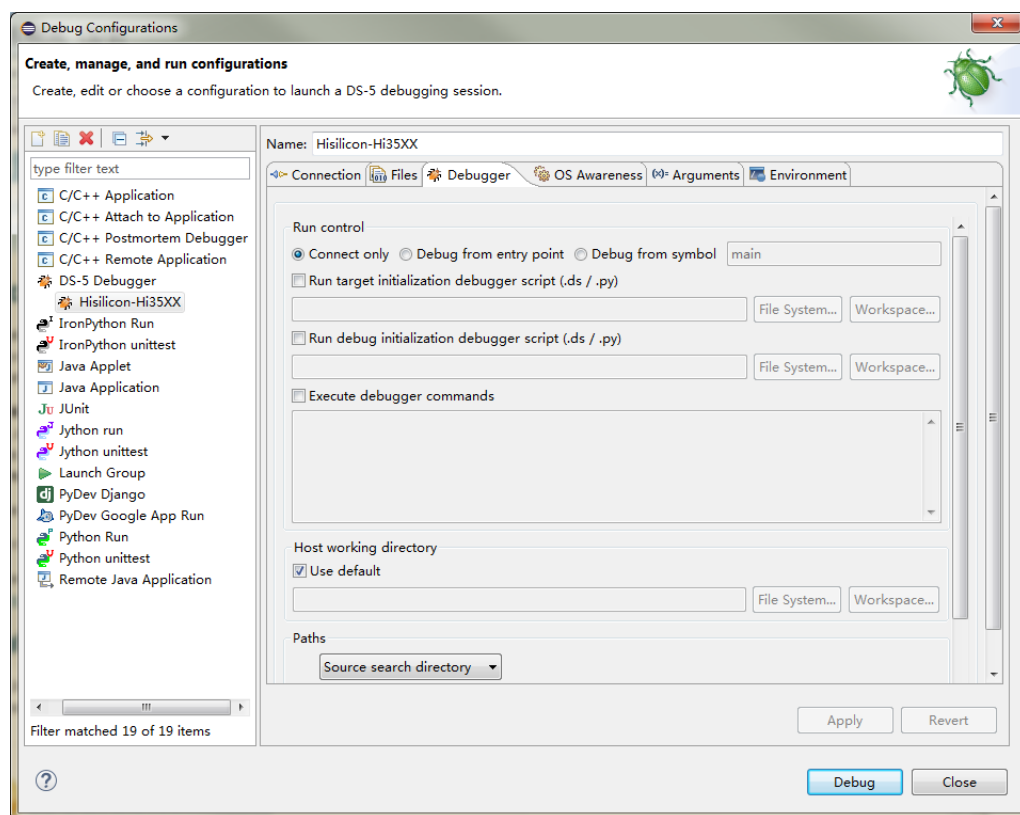 Debug Configurations
Create, manage, and run configurations
Create, edit or choose a configuration to launch a DS-5 debugging session.
type filter text
C/C++ Application
C/C++ Attach to Application
C/C++ Postmortem Debugger
C/C++ Remote Application
DS-5 Debugger
Hisilicon-Hi35XX
IronPython Run
IronPython unittest
Java Applet
Java Application
JUnit
Jython run
Jython unittest
Launch Group
PyDev Django
PyDev Google App Run
Python Run
Python unittest
Remote Java Application
Filter matched 19 of 19 items
Name: Hisilicon-Hi35XX
Connection Files Debugger OS Awareness Arguments Environment
Run control
Connect only Debug from entry point Debug from symbol main
Run target initialization debugger script (.ds / .py)
File System... Workspace...
Run debug initialization debugger script (.ds / .py)
File System... Workspace...
Execute debugger commands
Host working directory
Use default
File System... Workspace...
Paths
Source search directory
Apply Revert
Debug Close